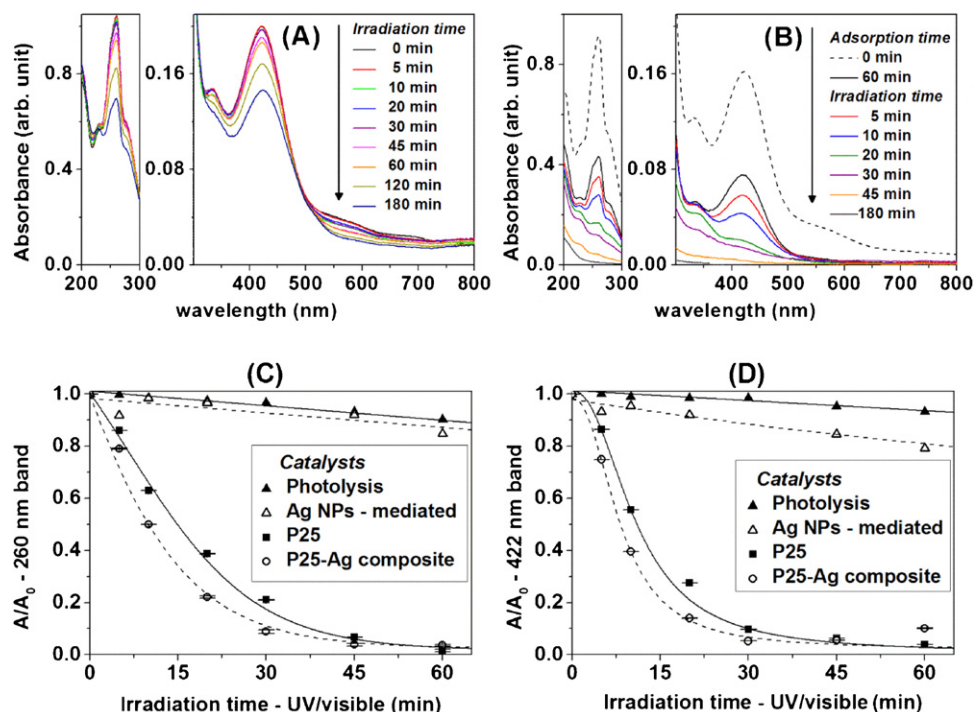 (A)
Irradiation time
0 min
5 min
10 min
20 min
30 min
45 min
60 min
120 min
180 min
Absorbance (arb. unit)
0.8
0.4
0.0
0.16
0.08
0.00
200 300
400 500 600 700 800
wavelength (nm)
(B)
Adsorption time
0 min
60 min
Irradiation time
5 min
10 min
20 min
30 min
45 min
180 min
Absorbance (arb. unit)
0.8
0.4
0.0
0.16
0.08
0.00
200 300
400 500 600 700 800
wavelength (nm)
(C)
A/A0 - 260 nm band
1.0
0.8
0.6
0.4
0.2
0.0
Catalysts
Photolysis
Ag NPs - mediated
P25
P25-Ag composite
0 15 30 45 60
Irradiation time - UV/visible (min)
(D)
A/A0 - 422 nm band
1.0
0.8
0.6
0.4
0.2
0.0
Catalysts
Photolysis
Ag NPs - mediated
P25
P25-Ag composite
0 15 30 45 60
Irradiation time - UV/visible (min)